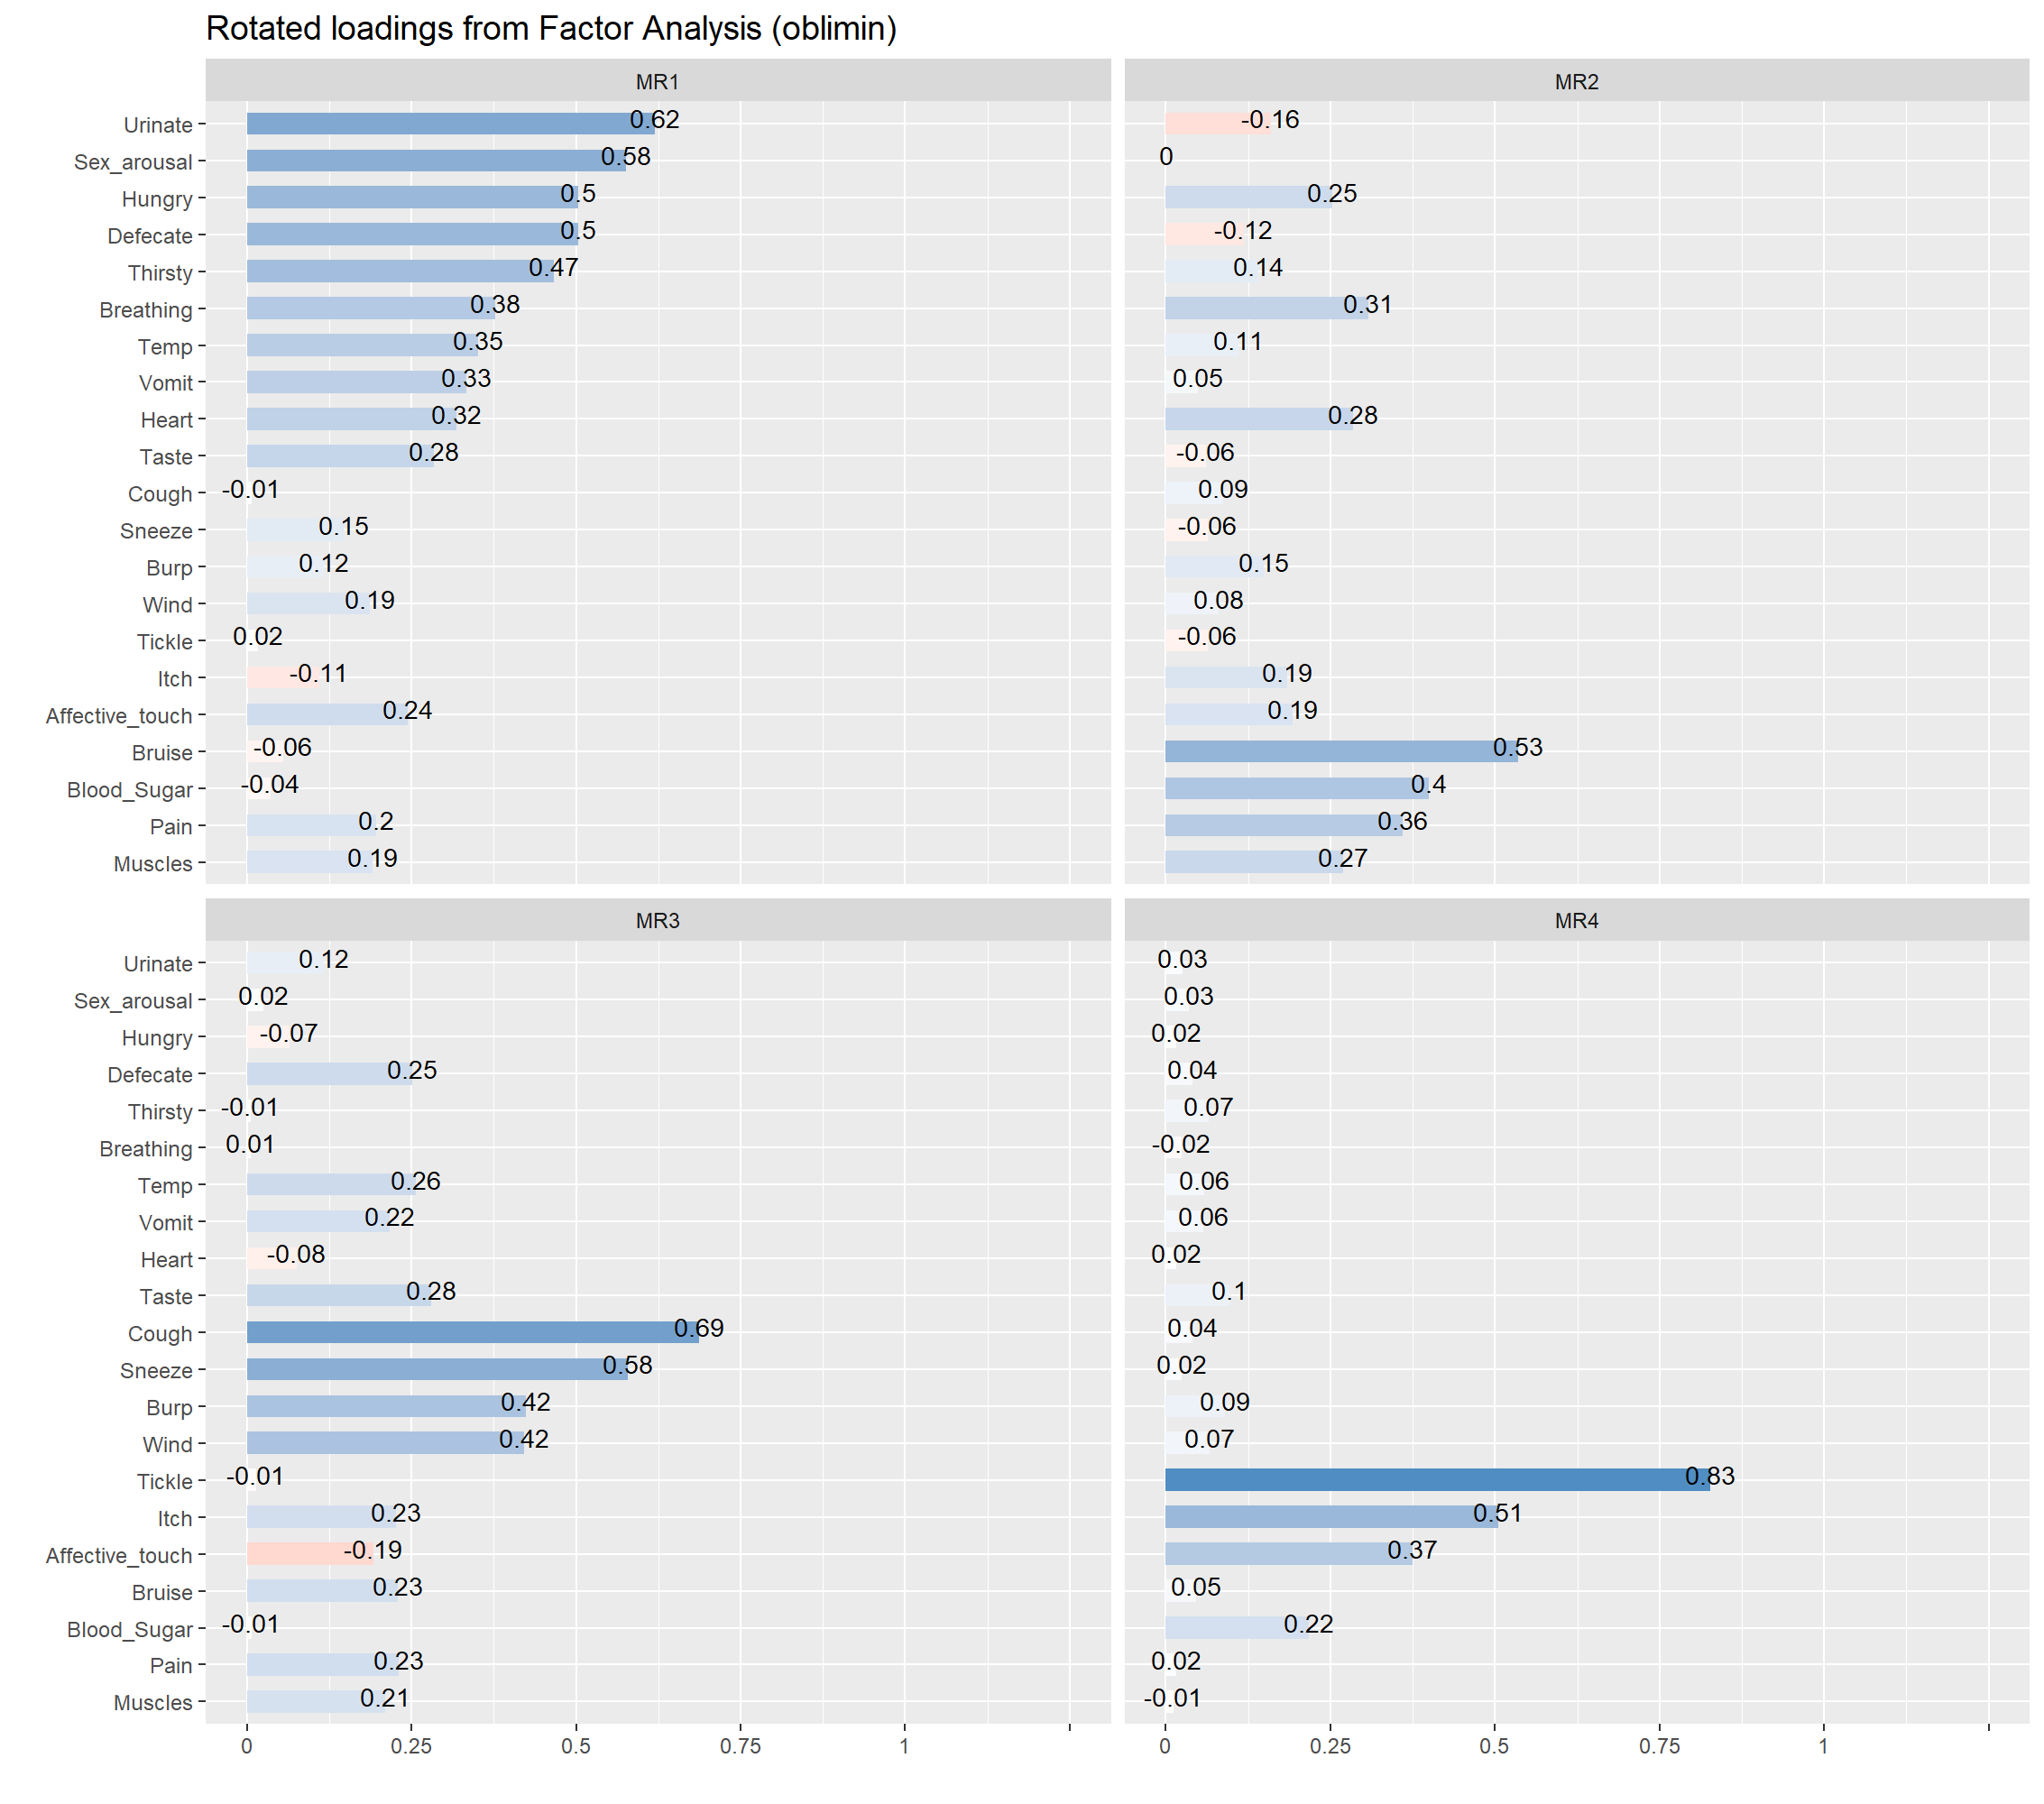 Rotated loadings from Factor Analysis (oblimin)
MR1 MR2
Urinate 0.62 -0.16
Sex_arousal 0.58 0
Hungry 0.5 0.25
Defecate 0.5 -0.12
Thirsty 0.47 0.14
Breathing 0.38 0.31
Temp 0.35 0.11
Vomit 0.33 0.05
Heart 0.32 0.28
Taste 0.28 -0.06
Cough -0.01 0.09
Sneeze 0.15 -0.06
Burp 0.12 0.15
Wind 0.19 0.08
Tickle 0.02 -0.06
Itch -0.11 0.19
Affective_touch 0.24 0.19
Bruise -0.06 0.53
Blood_Sugar -0.04 0.4
Pain 0.2 0.36
Muscles 0.19 0.27
MR3 MR4
Urinate 0.12 0.03
Sex_arousal 0.02 0.03
Hungry -0.07 0.02
Defecate 0.25 0.04
Thirsty -0.01 0.07
Breathing 0.01 -0.02
Temp 0.26 0.06
Vomit 0.22 0.06
Heart -0.08 0.02
Taste 0.28 0.1
Cough 0.69 0.04
Sneeze 0.58 0.02
Burp 0.42 0.09
Wind 0.42 0.07
Tickle -0.01 0.83
Itch 0.23 0.51
Affective_touch -0.19 0.37
Bruise 0.23 0.05
Blood_Sugar -0.01 0.22
Pain 0.23 0.02
Muscles 0.21 -0.01
0 0.25 0.5 0.75 1 0 0.25 0.5 0.75 1